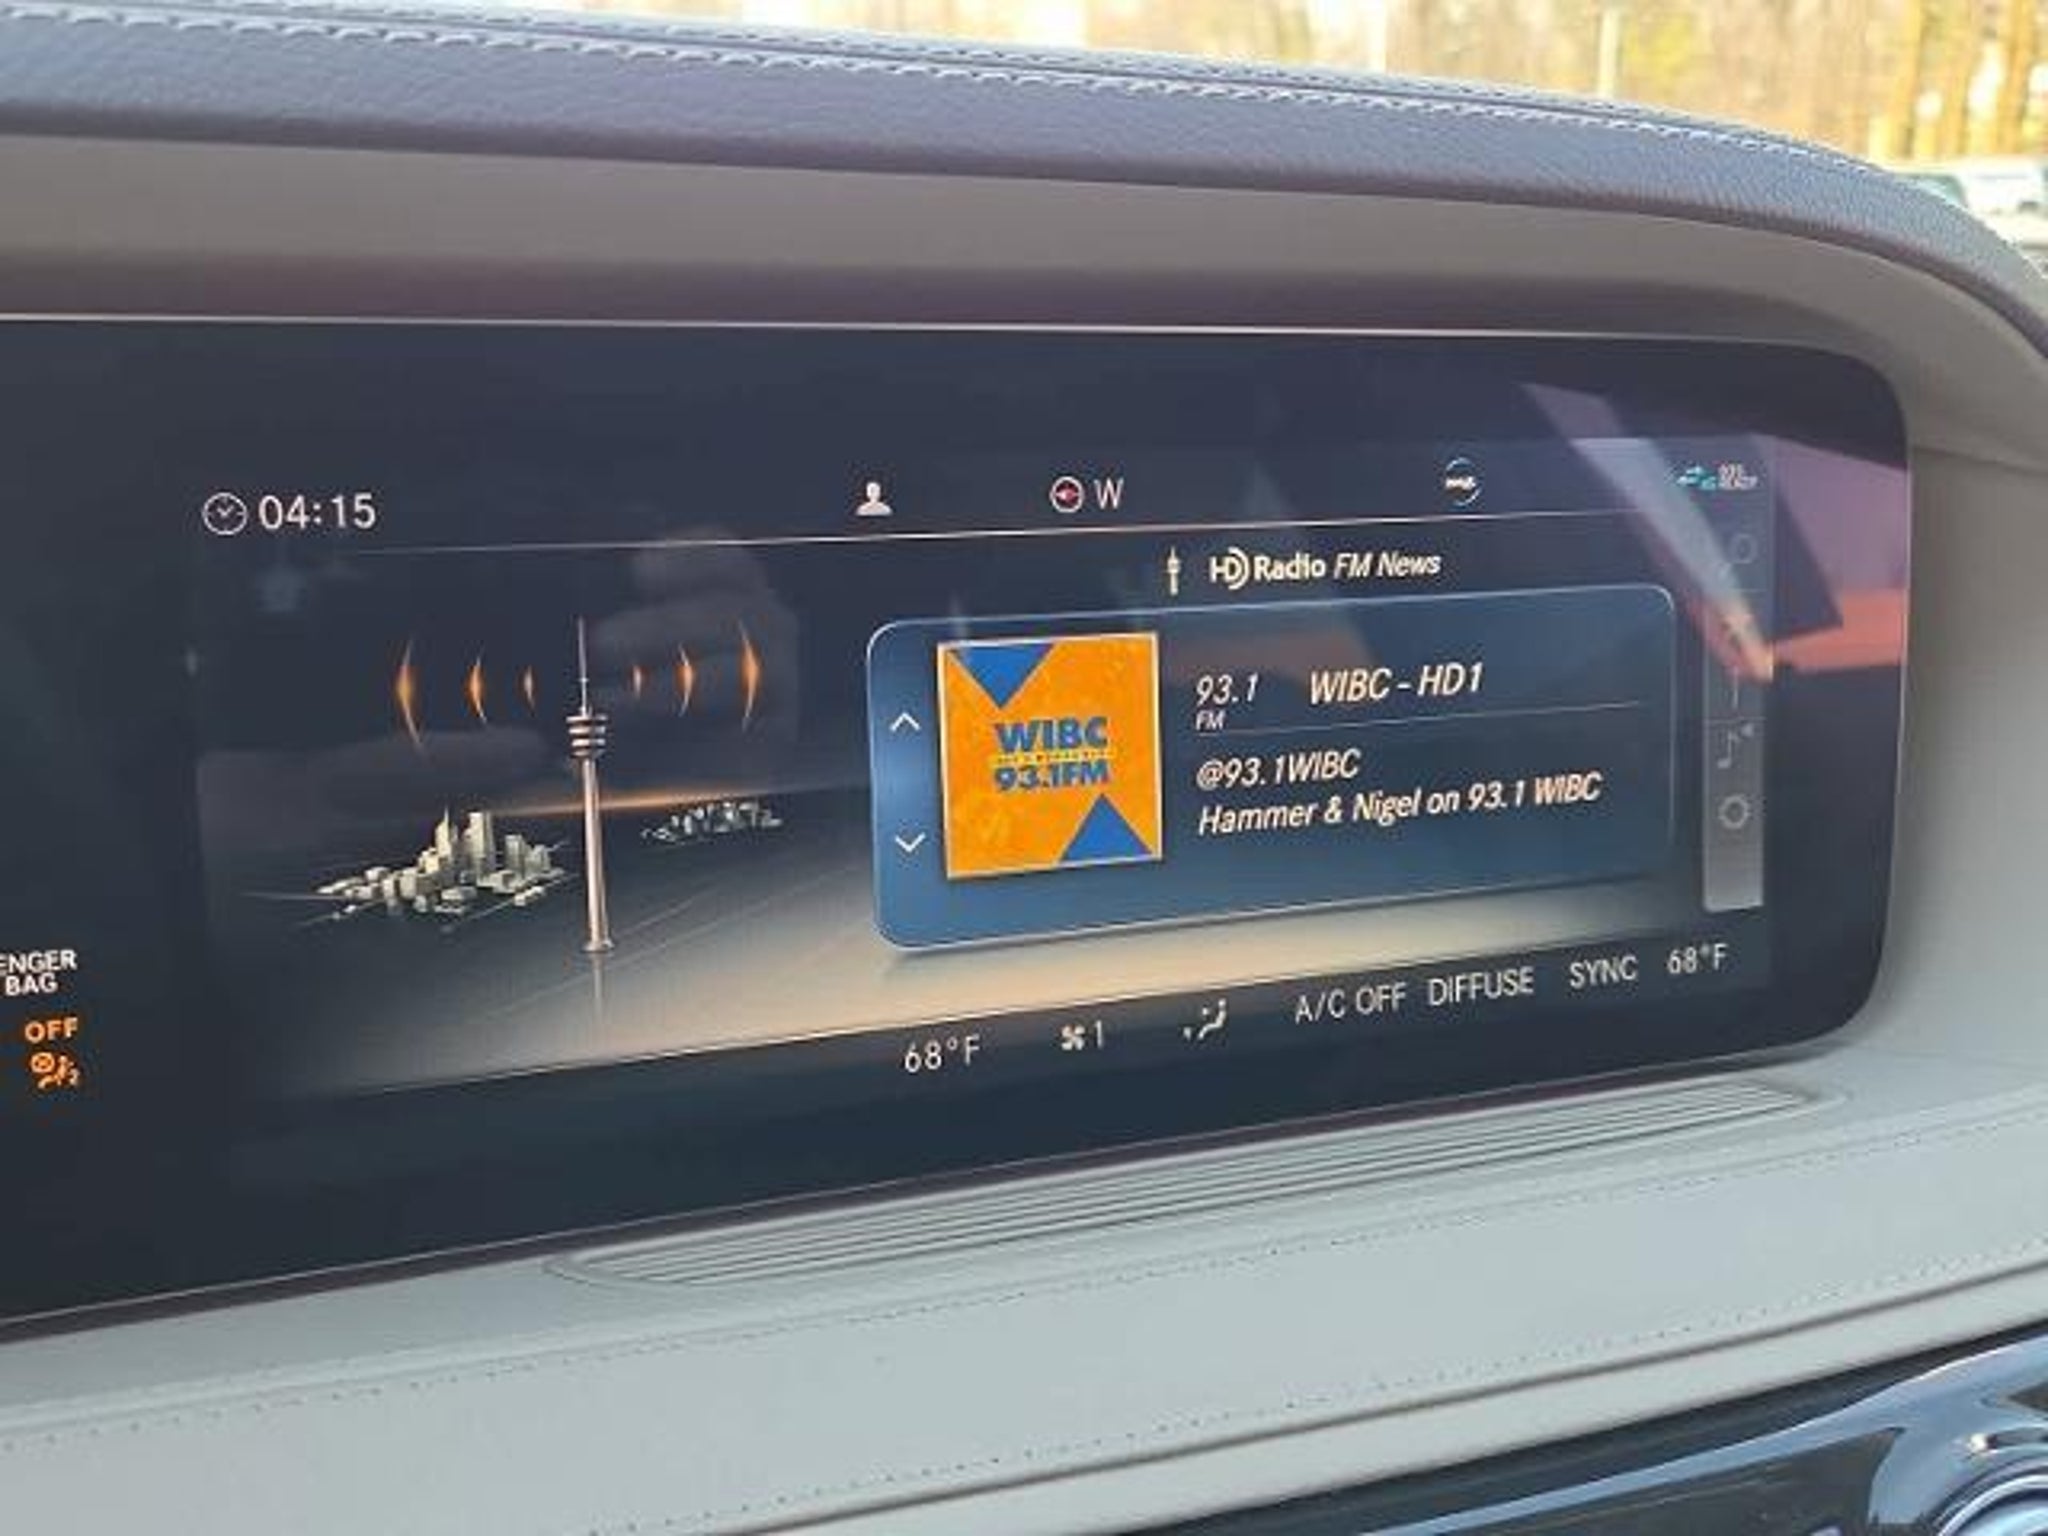 04:15
W
HD Radio FM News
93.1 WIBC - HD1
FM
WIBC
93.1FM
@93.1WIBC
Hammer & Nigel on 93.1 WIBC
ENGER
BAG
OFF
68°F 1 A/C OFF DIFFUSE SYNC 68°F